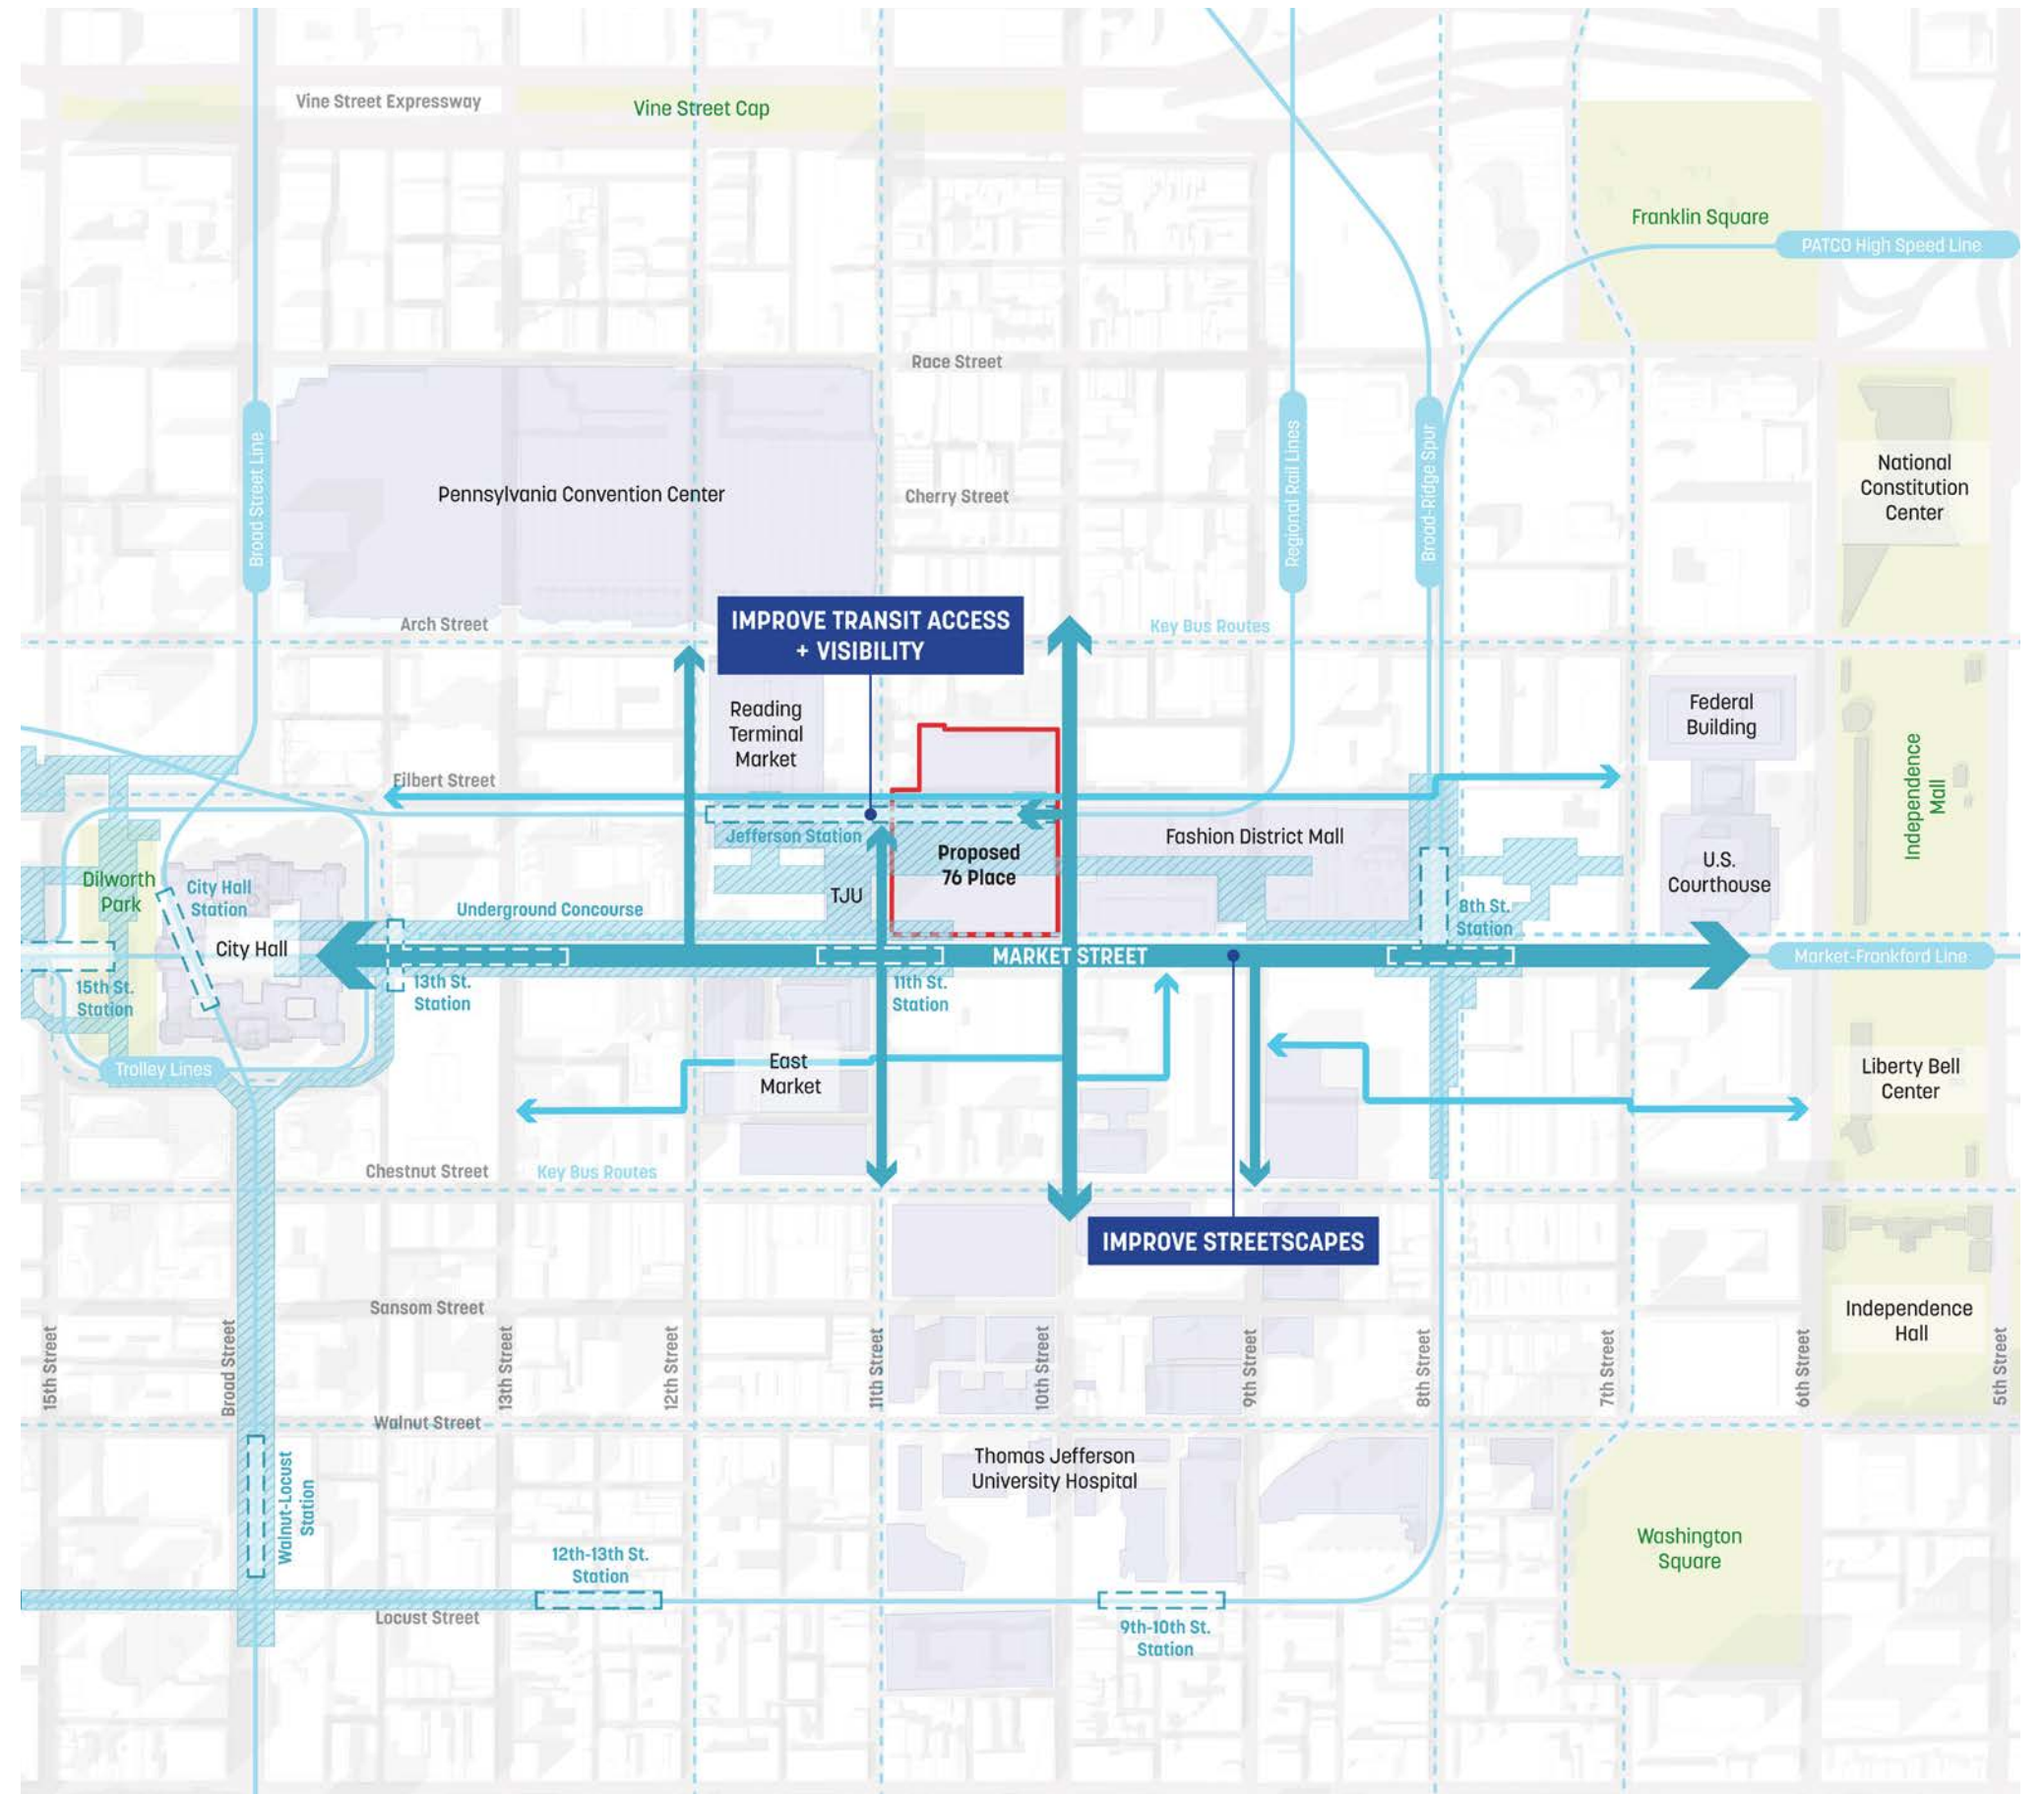 Vine Street Expressway
Vine Street Cap
Franklin Square
PATCO High Speed Line
Race Street
Broad Street Line
Pennsylvania Convention Center
Cherry Street
Regional Rail Lines
Broad-Ridge Spur
National
Constitution
Center
Arch Street
IMPROVE TRANSIT ACCESS
+ VISIBILITY
Key Bus Routes
Reading
Terminal
Market
Federal
Building
Independence
Mall
Filbert Street
Jefferson Station
Proposed
76 Place
Fashion District Mall
U.S.
Courthouse
Dilworth
Park
City Hall
Station
TJU
Underground Concourse
8th St.
Station
City Hall
MARKET STREET
Market-Frankford Line
15th St.
Station
13th St.
Station
11th St.
Station
Trolley Lines
East
Market
Liberty Bell
Center
Chestnut Street
Key Bus Routes
IMPROVE STREETSCAPES
Sansom Street
Independence
Hall
15th Street
Broad Street
13th Street
12th Street
11th Street
10th Street
9th Street
8th Street
7th Street
6th Street
5th Street
Walnut Street
Thomas Jefferson
University Hospital
Walnut-Locust
Station
12th-13th St.
Station
Washington
Square
Locust Street
9th-10th St.
Station